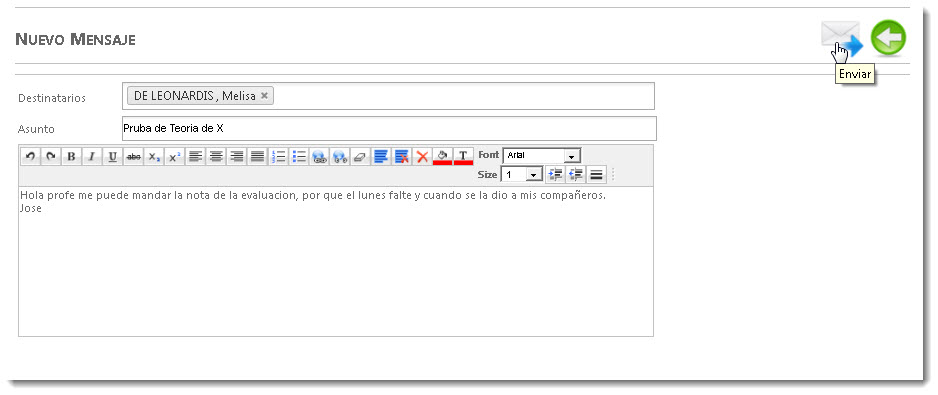 Nuevo Mensaje
Enviar
Destinatarios DE LEONARDIS , Melisa ×
Asunto Pruba de Teoria de X
B I U abc X₂ X² T Font Arial
Size 1
Hola profe me puede mandar la nota de la evaluacion, por que el lunes falte y cuando se la dio a mis compañeros.
Jose